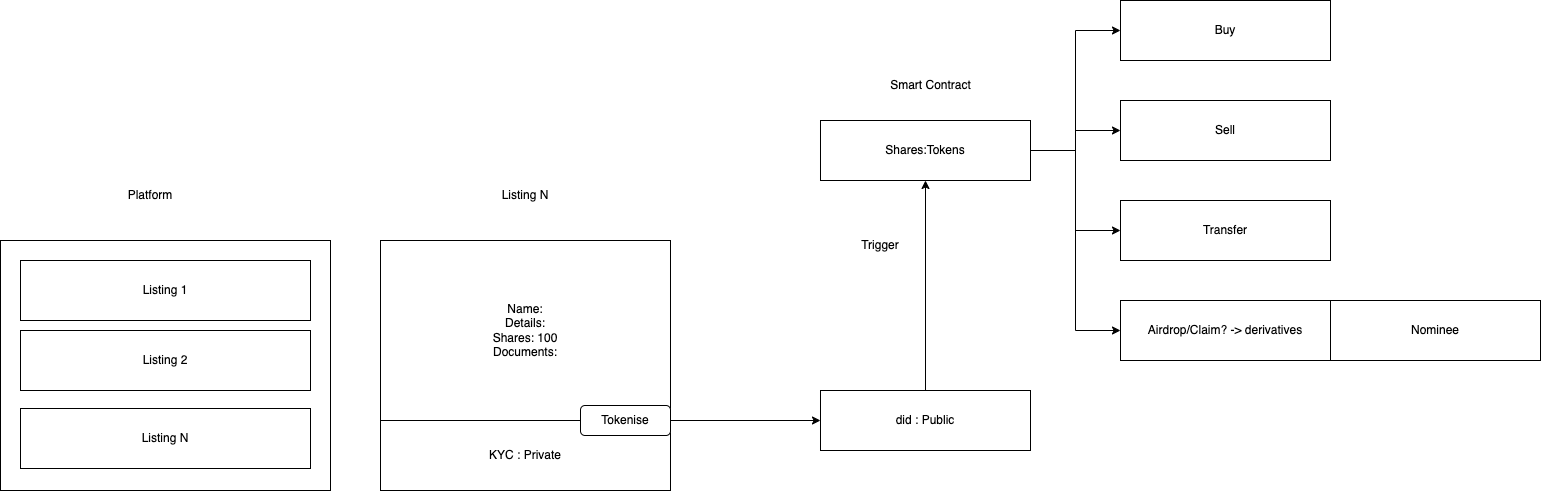 Buy
Smart Contract
Sell
Shares:Tokens
Platform
Listing N
Transfer
Trigger
Listing 1
Name:
Details:
Shares: 100
Documents:
Airdrop/Claim? -> derivatives
Nominee
Listing 2
Tokenise
did : Public
Listing N
KYC : Private